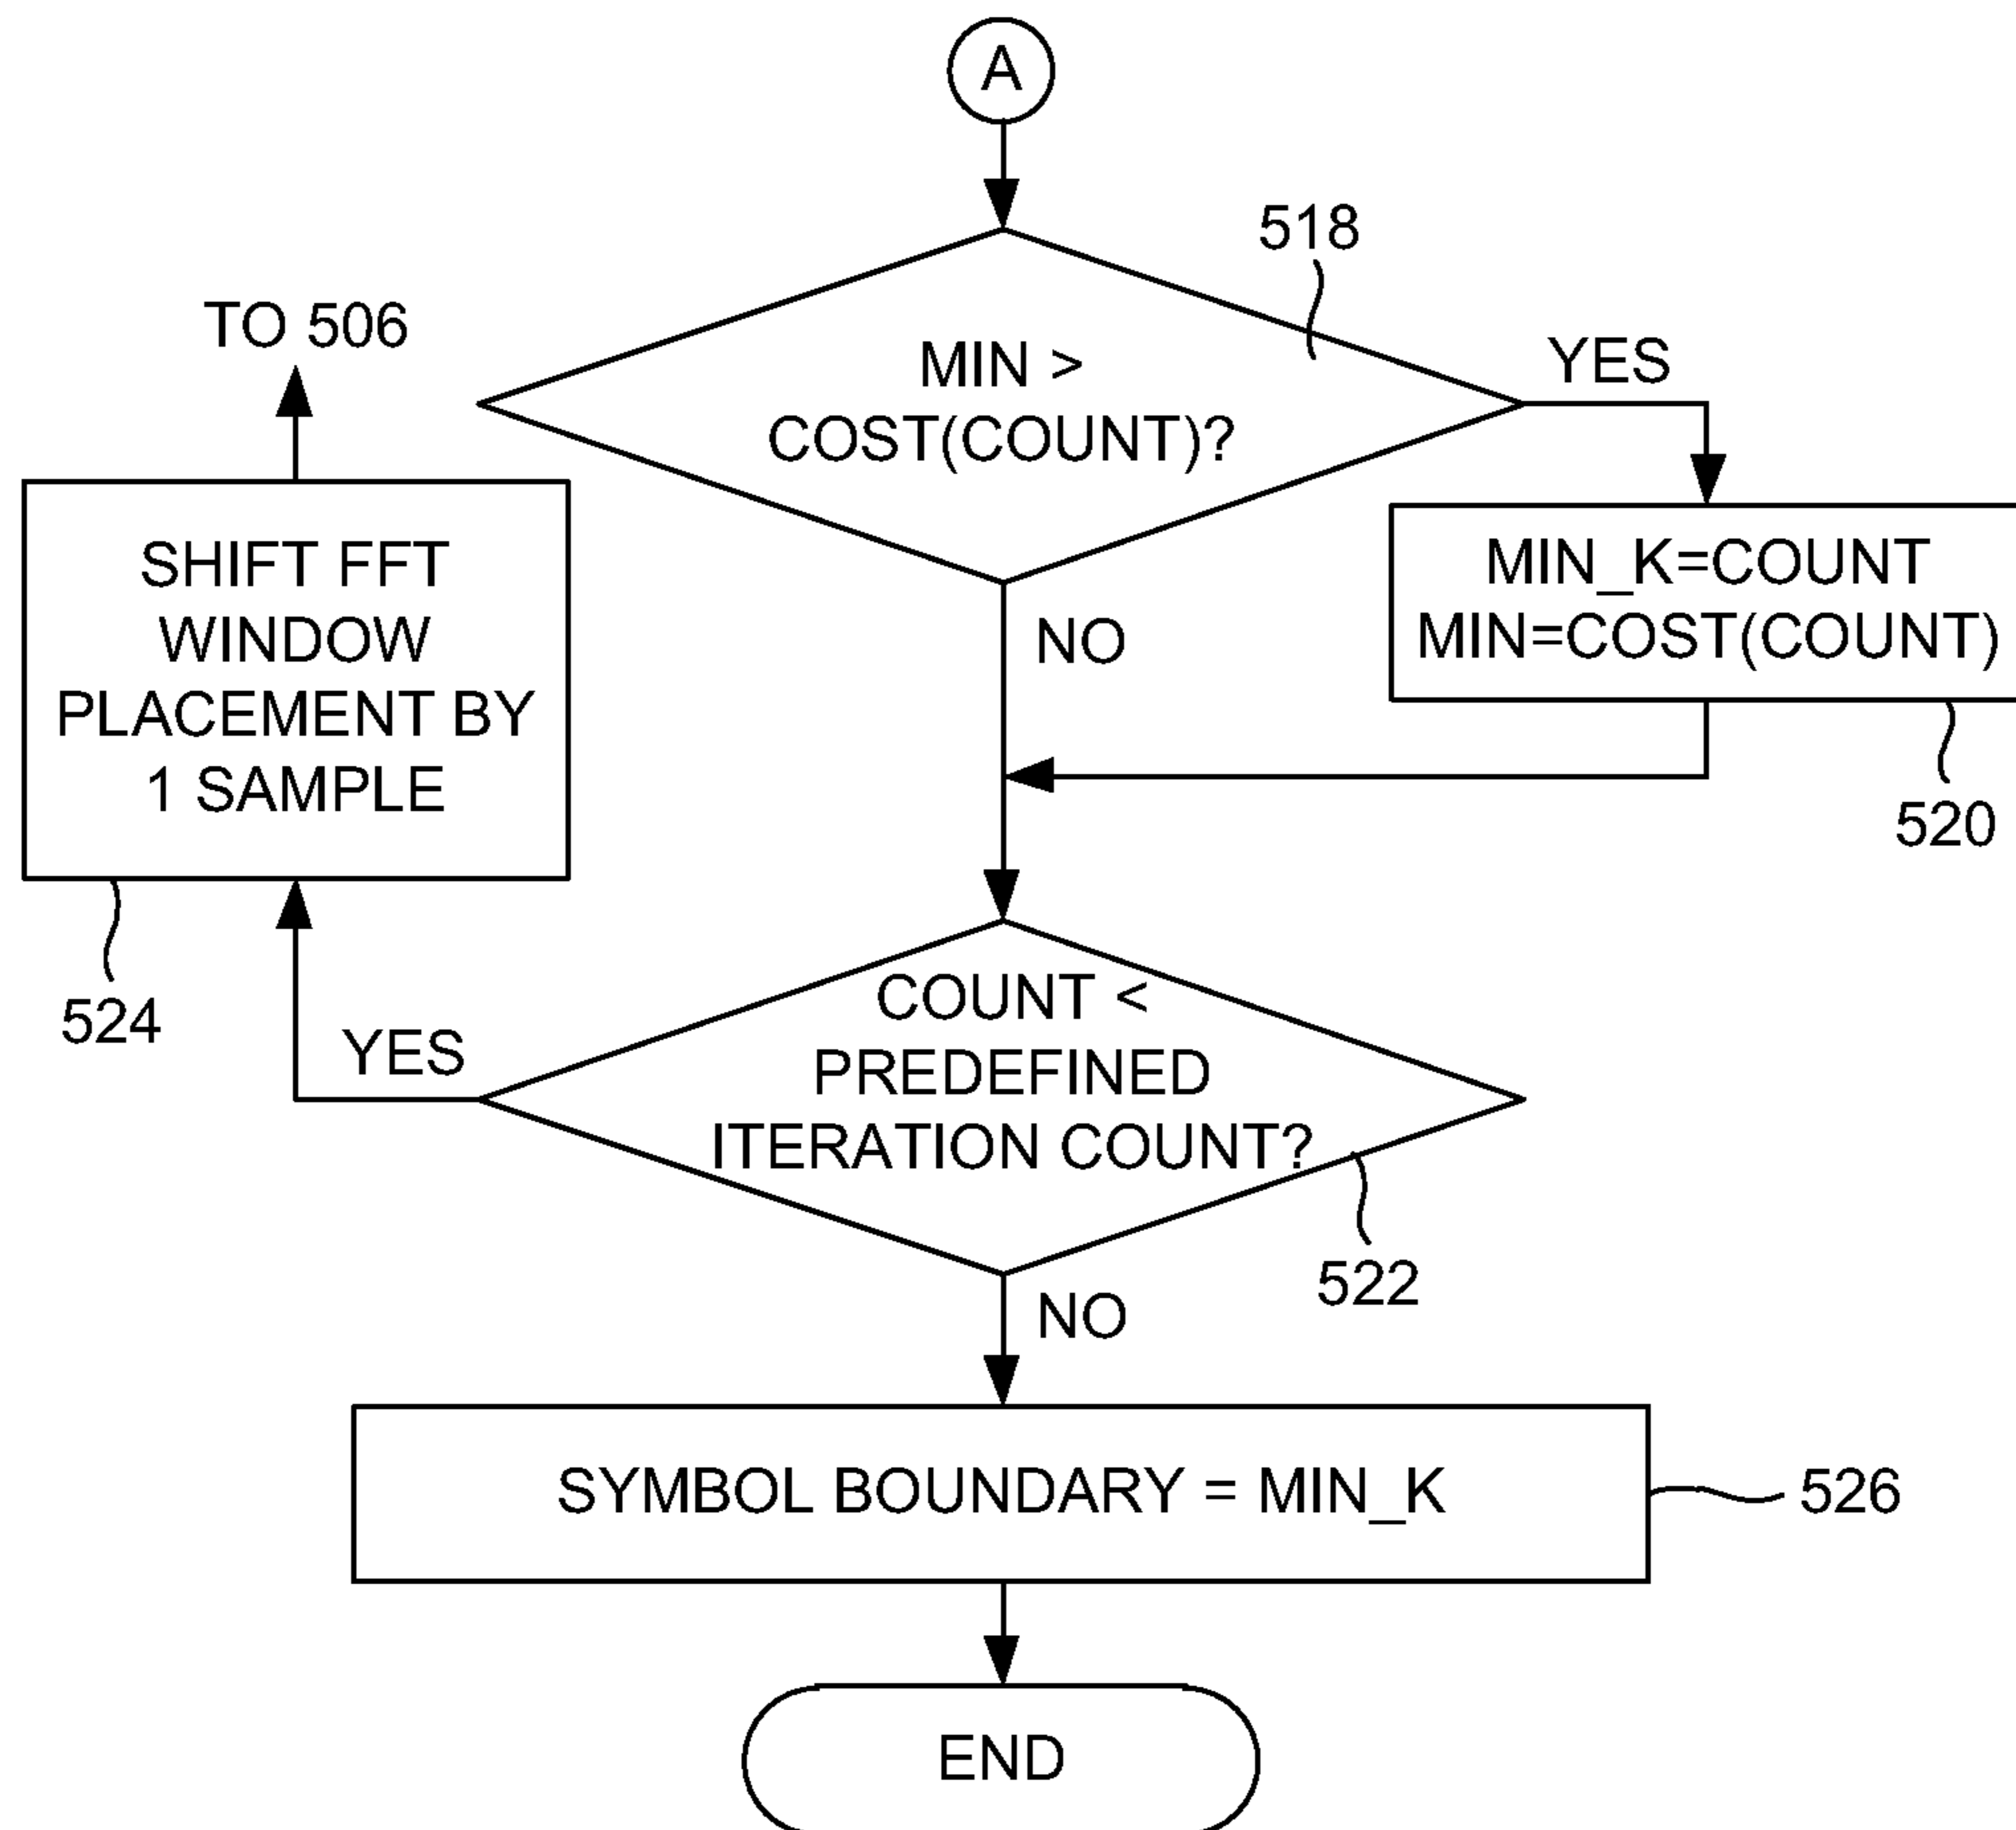 A
518
MIN >
COST(COUNT)?
YES
TO 506
MIN_K=COUNT
MIN=COST(COUNT)
520
NO
SHIFT FFT
WINDOW
PLACEMENT BY
1 SAMPLE
524
YES
COUNT <
PREDEFINED
ITERATION COUNT?
522
NO
SYMBOL BOUNDARY = MIN_K
526
END